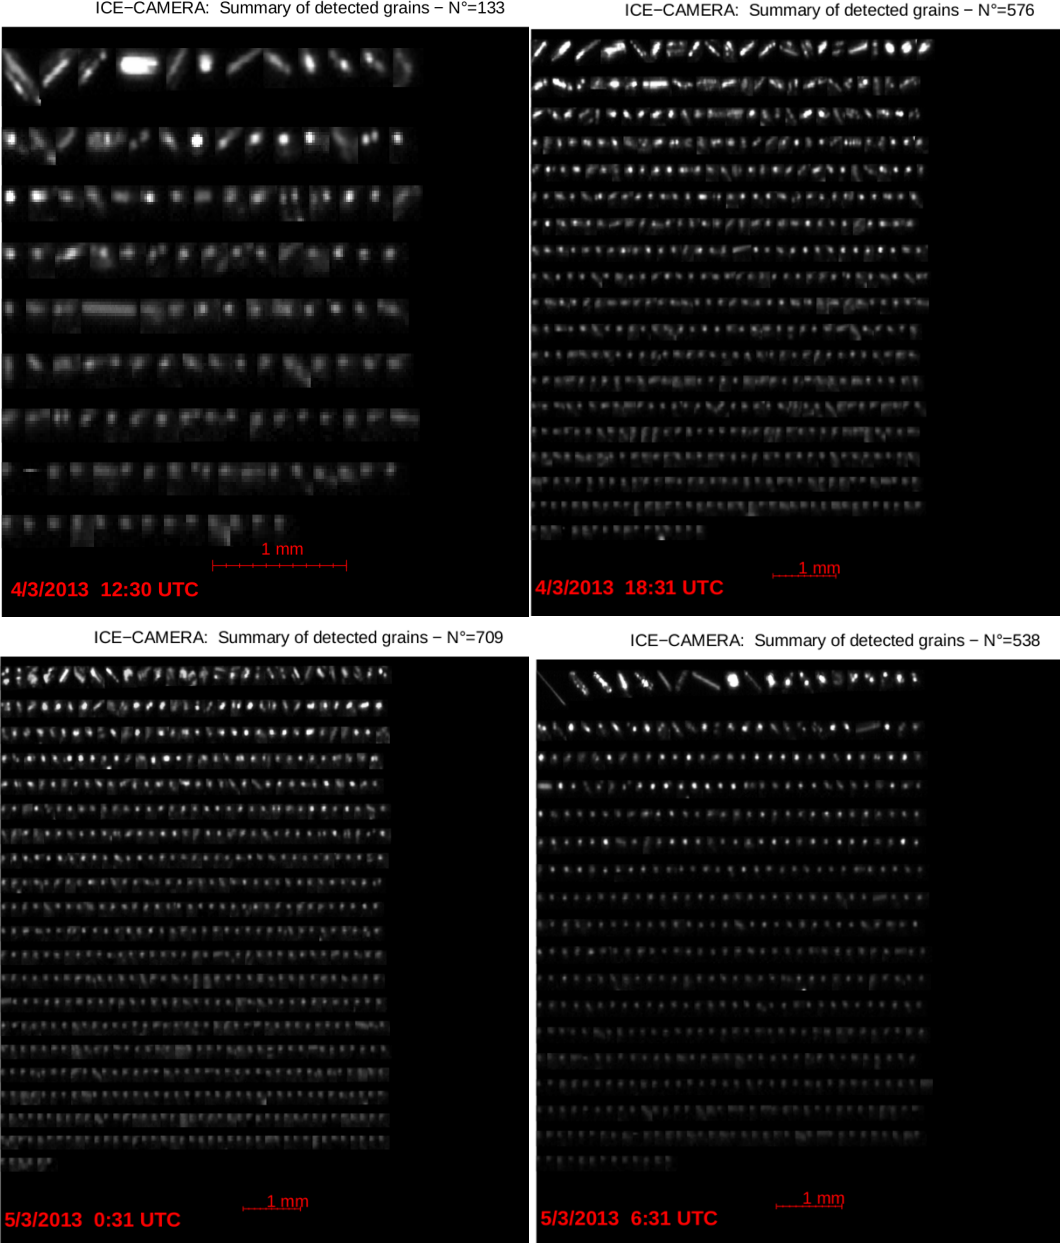 ICE−CAMERA:  Summary of detected grains − N°=133
1 mm
4/3/2013  12:30 UTC
ICE−CAMERA:  Summary of detected grains − N°=576
1 mm
4/3/2013  18:31 UTC
ICE−CAMERA:  Summary of detected grains − N°=709
1 mm
5/3/2013  0:31 UTC
ICE−CAMERA:  Summary of detected grains − N°=538
1 mm
5/3/2013  6:31 UTC